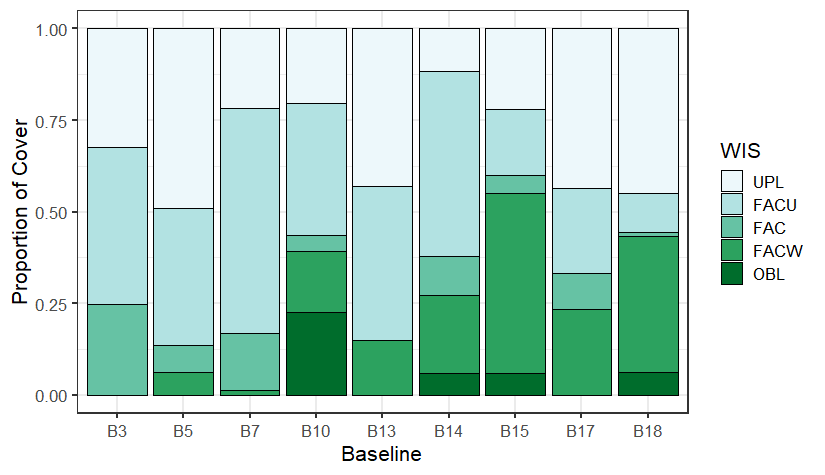 Proportion of Cover
1.00
0.75
0.50
0.25
0.00
B3 B5 B7 B10 B13 B14 B15 B17 B18
Baseline
WIS
UPL
FACU
FAC
FACW
OBL